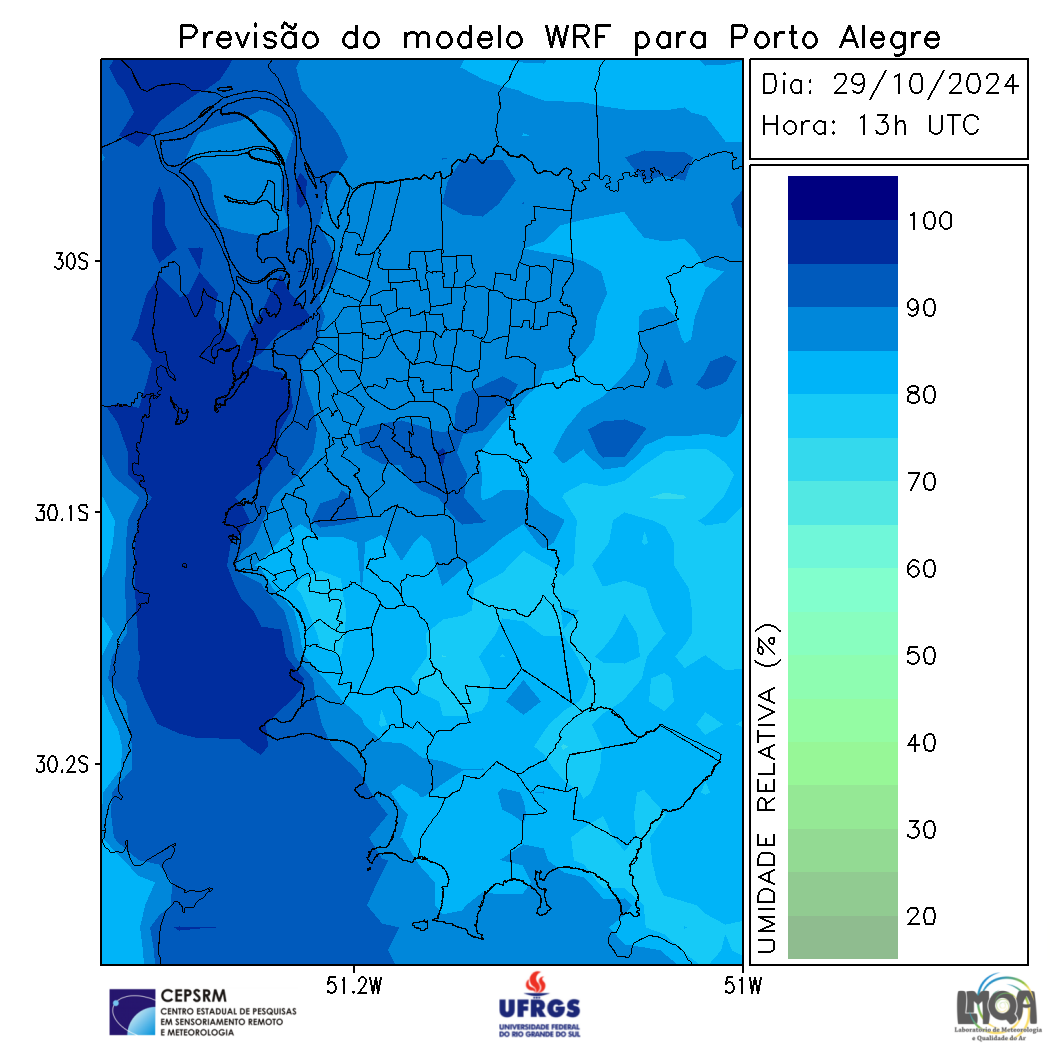 Previsão do modelo WRF para Porto Alegre
Dia: 29/10/2024
Hora: 13h UTC
100
90
80
70
60
50
40
30
20
UMIDADE RELATIVA (%)
30S
30.1S
30.2S
51.2W
51W
CEPSRM
CENTRO ESTADUAL DE PESQUISAS
EM SENSORIAMENTO REMOTO
E METEOROLOGIA
UFRGS
UNIVERSIDADE FEDERAL
DO RIO GRANDE DO SUL
LMQA
Laboratório de Meteorologia
e Qualidade do Ar